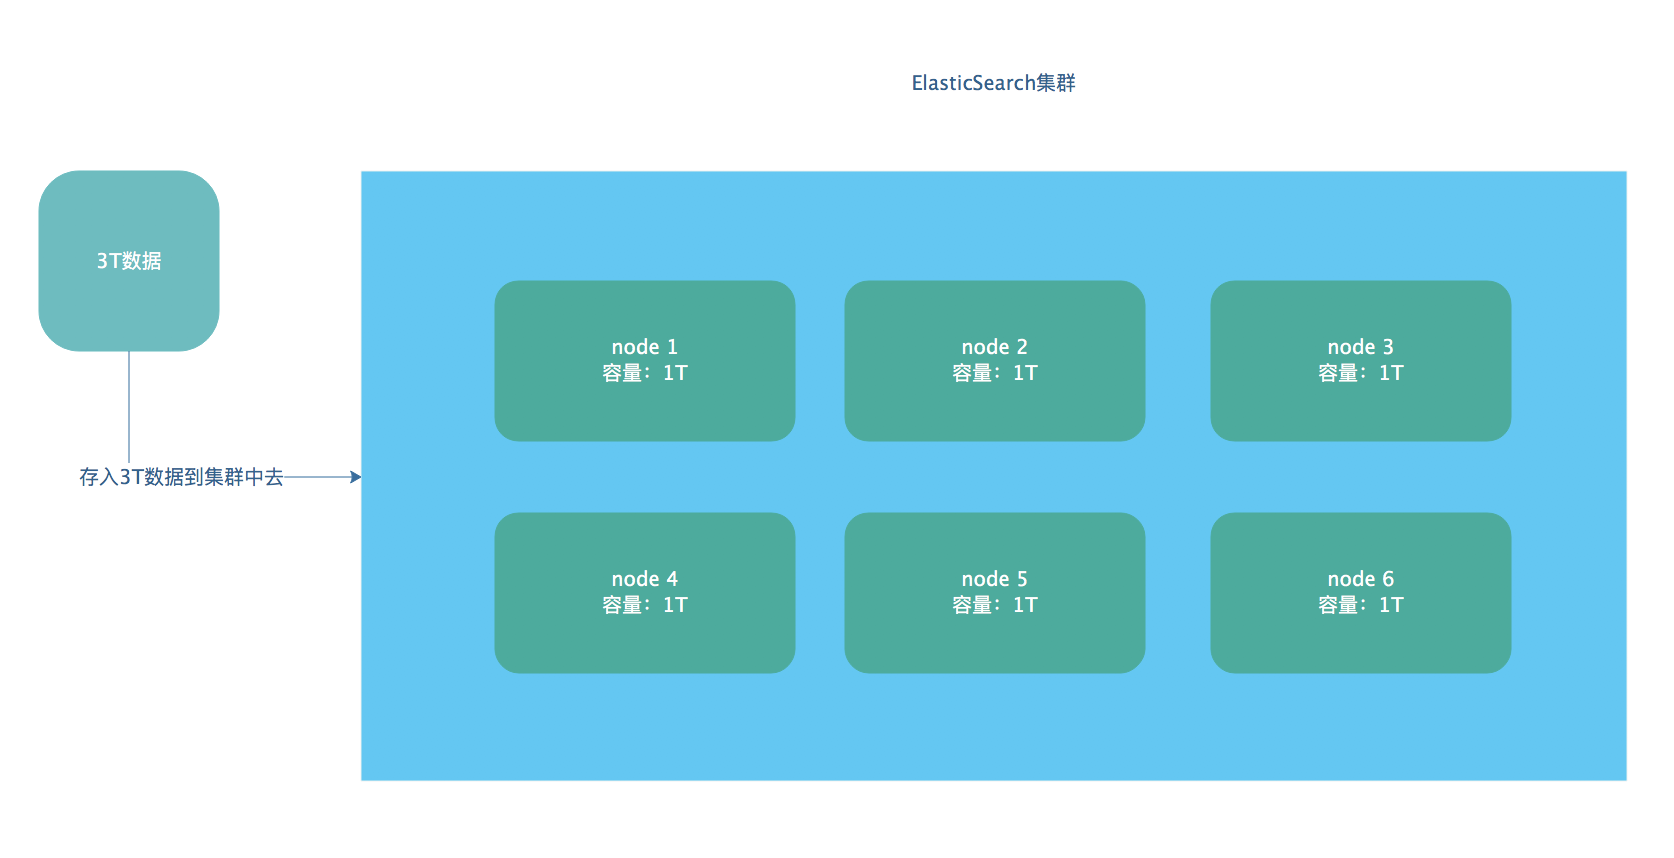 ElasticSearch集群
3T数据
node 1
容量：1T
node 2
容量：1T
node 3
容量：1T
存入3T数据到集群中去
node 4
容量：1T
node 5
容量：1T
node 6
容量：1T